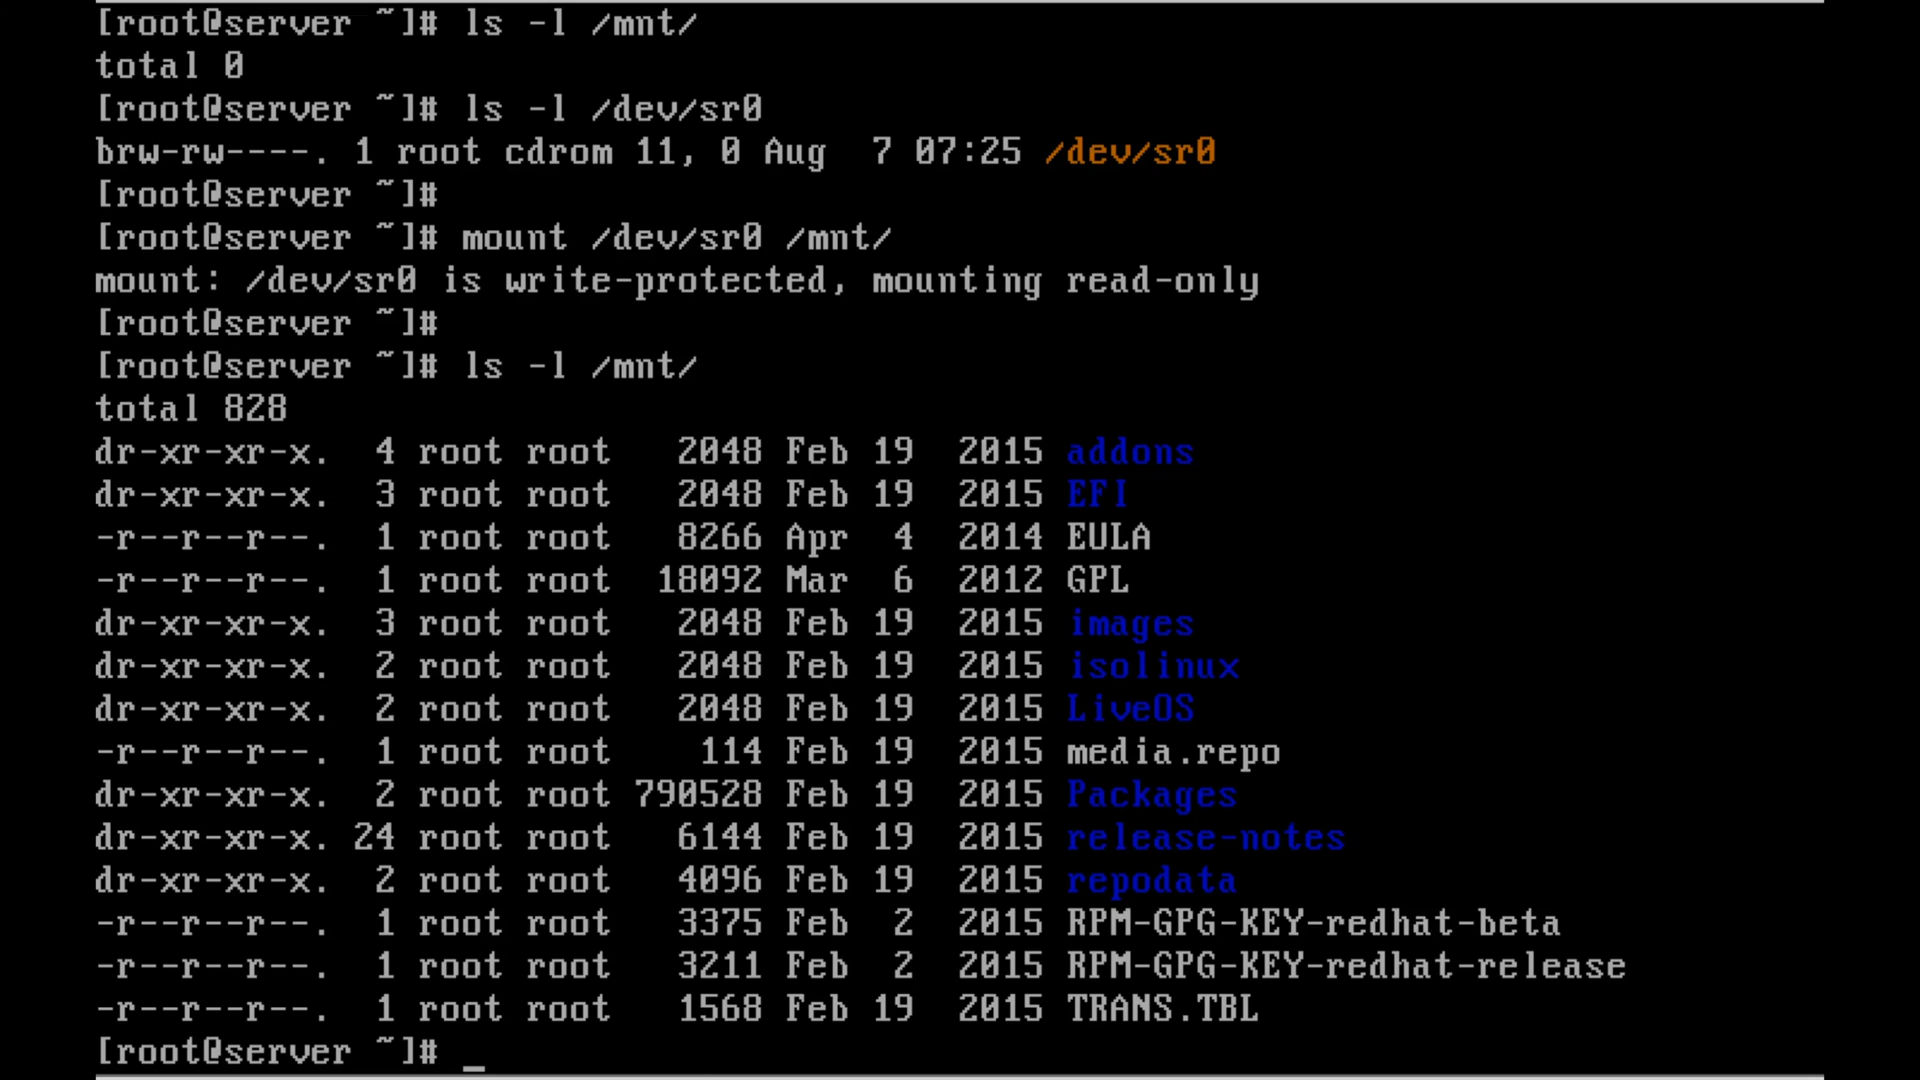 [root@server ~]# ls -l /mnt/
total 0
[root@server ~]# ls -l /dev/sr0
brw-rw----. 1 root cdrom 11, 0 Aug  7 07:25 /dev/sr0
[root@server ~]#
[root@server ~]# mount /dev/sr0 /mnt/
mount: /dev/sr0 is write-protected, mounting read-only
[root@server ~]#
[root@server ~]# ls -l /mnt/
total 828
dr-xr-xr-x.  4 root root   2048 Feb 19  2015 addons
dr-xr-xr-x.  3 root root   2048 Feb 19  2015 EFI
-r--r--r--.  1 root root   8266 Apr  4  2014 EULA
-r--r--r--.  1 root root  18092 Mar  6  2012 GPL
dr-xr-xr-x.  3 root root   2048 Feb 19  2015 images
dr-xr-xr-x.  2 root root   2048 Feb 19  2015 isolinux
dr-xr-xr-x.  2 root root   2048 Feb 19  2015 LiveOS
-r--r--r--.  1 root root    114 Feb 19  2015 media.repo
dr-xr-xr-x.  2 root root 790528 Feb 19  2015 Packages
dr-xr-xr-x. 24 root root   6144 Feb 19  2015 release-notes
dr-xr-xr-x.  2 root root   4096 Feb 19  2015 repodata
-r--r--r--.  1 root root   3375 Feb  2  2015 RPM-GPG-KEY-redhat-beta
-r--r--r--.  1 root root   3211 Feb  2  2015 RPM-GPG-KEY-redhat-release
-r--r--r--.  1 root root   1568 Feb 19  2015 TRANS.TBL
[root@server ~]# _